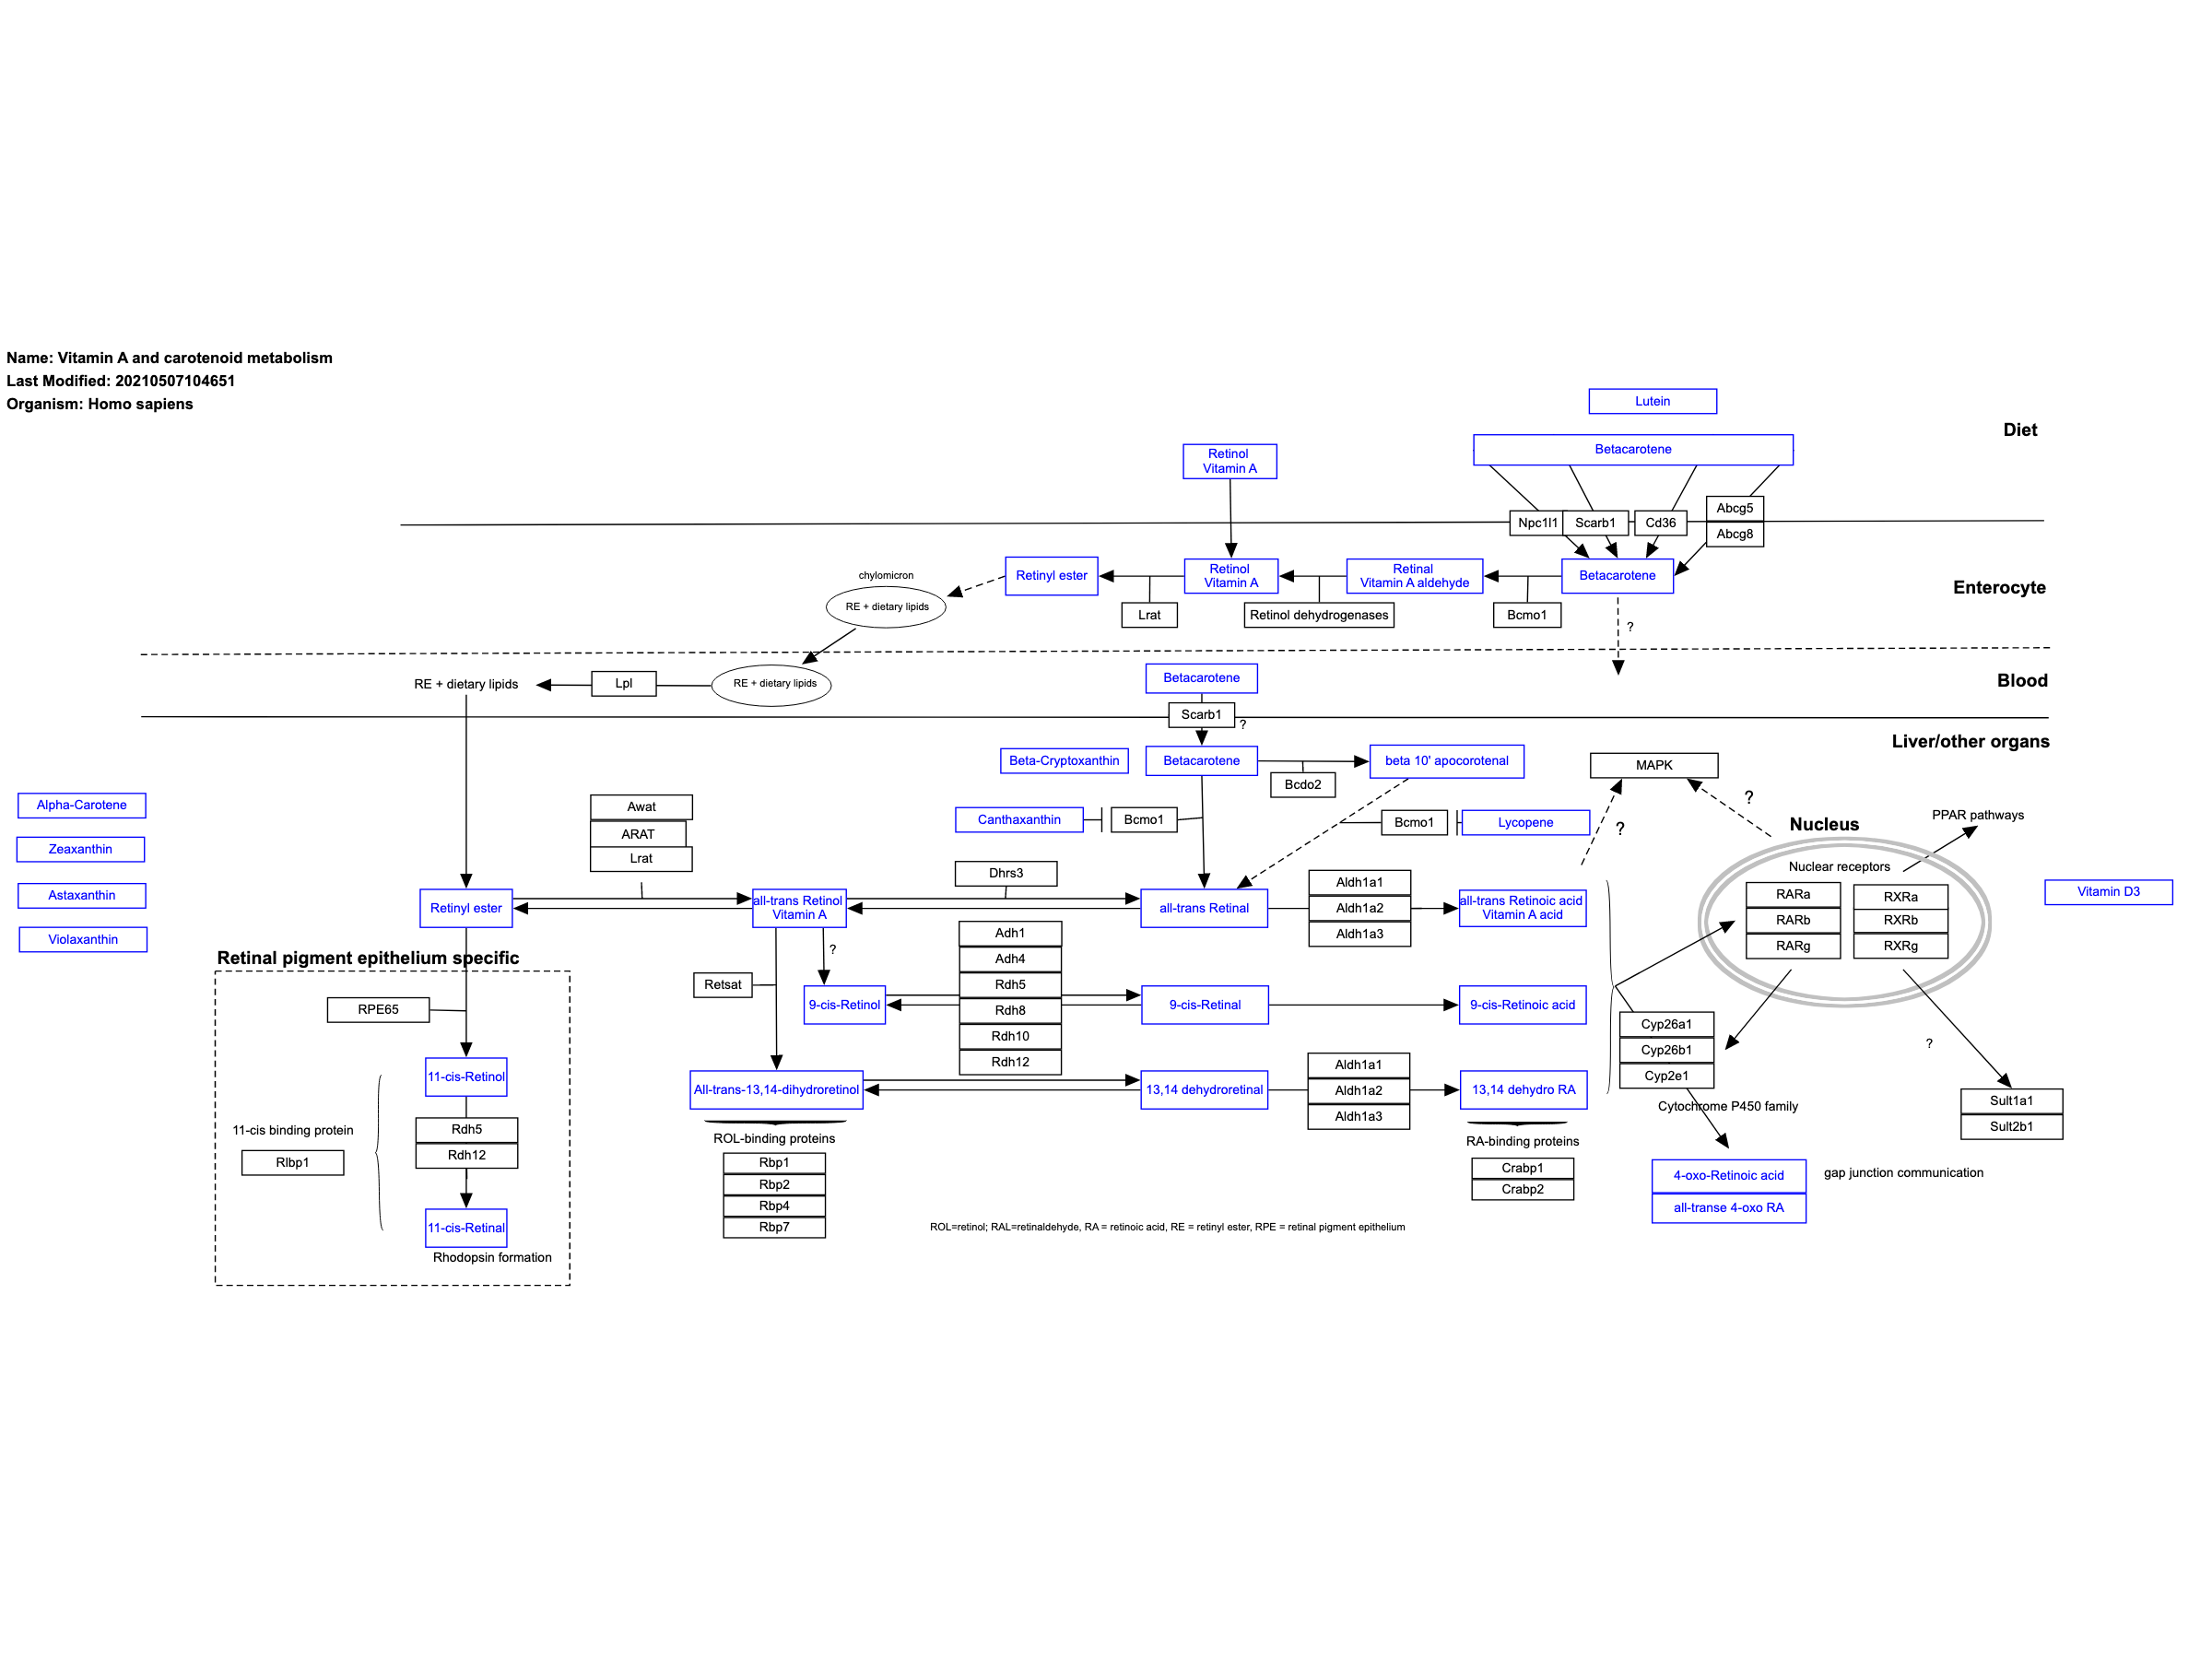 Name: Vitamin A and carotenoid metabolism
Last Modified: 20210507104651
Organism: Homo sapiens
Lutein
Diet
Betacarotene
Retinol
Vitamin A
Abcg5
Npc1l1
Scarb1
Cd36
Abcg8
Enterocyte
chylomicron
RE + dietary lipids
Retinyl ester
Retinol
Vitamin A
Retinal
Vitamin A aldehyde
Betacarotene
Lrat
Retinol dehydrogenases
Bcmo1
?
Blood
RE + dietary lipids
Lpl
RE + dietary lipids
Betacarotene
Scarb1
?
Liver/other organs
Beta-Cryptoxanthin
Betacarotene
beta 10' apocorotenal
Bcdo2
MAPK
?
?
Alpha-Carotene
Zeaxanthin
Astaxanthin
Violaxanthin
Awat
ARAT
Lrat
Canthaxanthin
Bcmo1
Bcmo1
Lycopene
Nucleus
PPAR pathways
Nuclear receptors
RARa
RARb
RARg
RXRa
RXRb
RXRg
Vitamin D3
Dhrs3
Retinyl ester
all-trans Retinol
Vitamin A
all-trans Retinal
Aldh1a1
Aldh1a2
Aldh1a3
all-trans Retinoic acid
Vitamin A acid
Retinal pigment epithelium specific
RPE65
Retsat
?
9-cis-Retinol
Adh1
Adh4
Rdh5
Rdh8
Rdh10
Rdh12
9-cis-Retinal
9-cis-Retinoic acid
Cyp26a1
Cyp26b1
Cyp2e1
Cytochrome P450 family
?
Sult1a1
Sult2b1
11-cis-Retinol
All-trans-13,14-dihydroretinol
13,14 dehydroretinal
Aldh1a1
Aldh1a2
Aldh1a3
13,14 dehydro RA
11-cis binding protein
Rlbp1
Rdh5
Rdh12
11-cis-Retinal
Rhodopsin formation
ROL-binding proteins
Rbp1
Rbp2
Rbp4
Rbp7
RA-binding proteins
Crabp1
Crabp2
4-oxo-Retinoic acid
all-transe 4-oxo RA
gap junction communication
ROL=retinol; RAL=retinaldehyde, RA = retinoic acid, RE = retinyl ester, RPE = retinal pigment epithelium